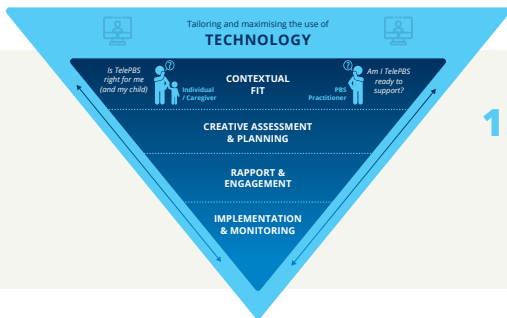 Tailoring and maximising the use of
TECHNOLOGY
Is TelePBS
right for me
(and my child)
?
Individual
/ Caregiver
CONTEXTUAL
FIT
?
PBS
Practitioner
Am I TelePBS
ready to
support?
CREATIVE ASSESSMENT
& PLANNING
RAPPORT &
ENGAGEMENT
IMPLEMENTATION
& MONITORING
1